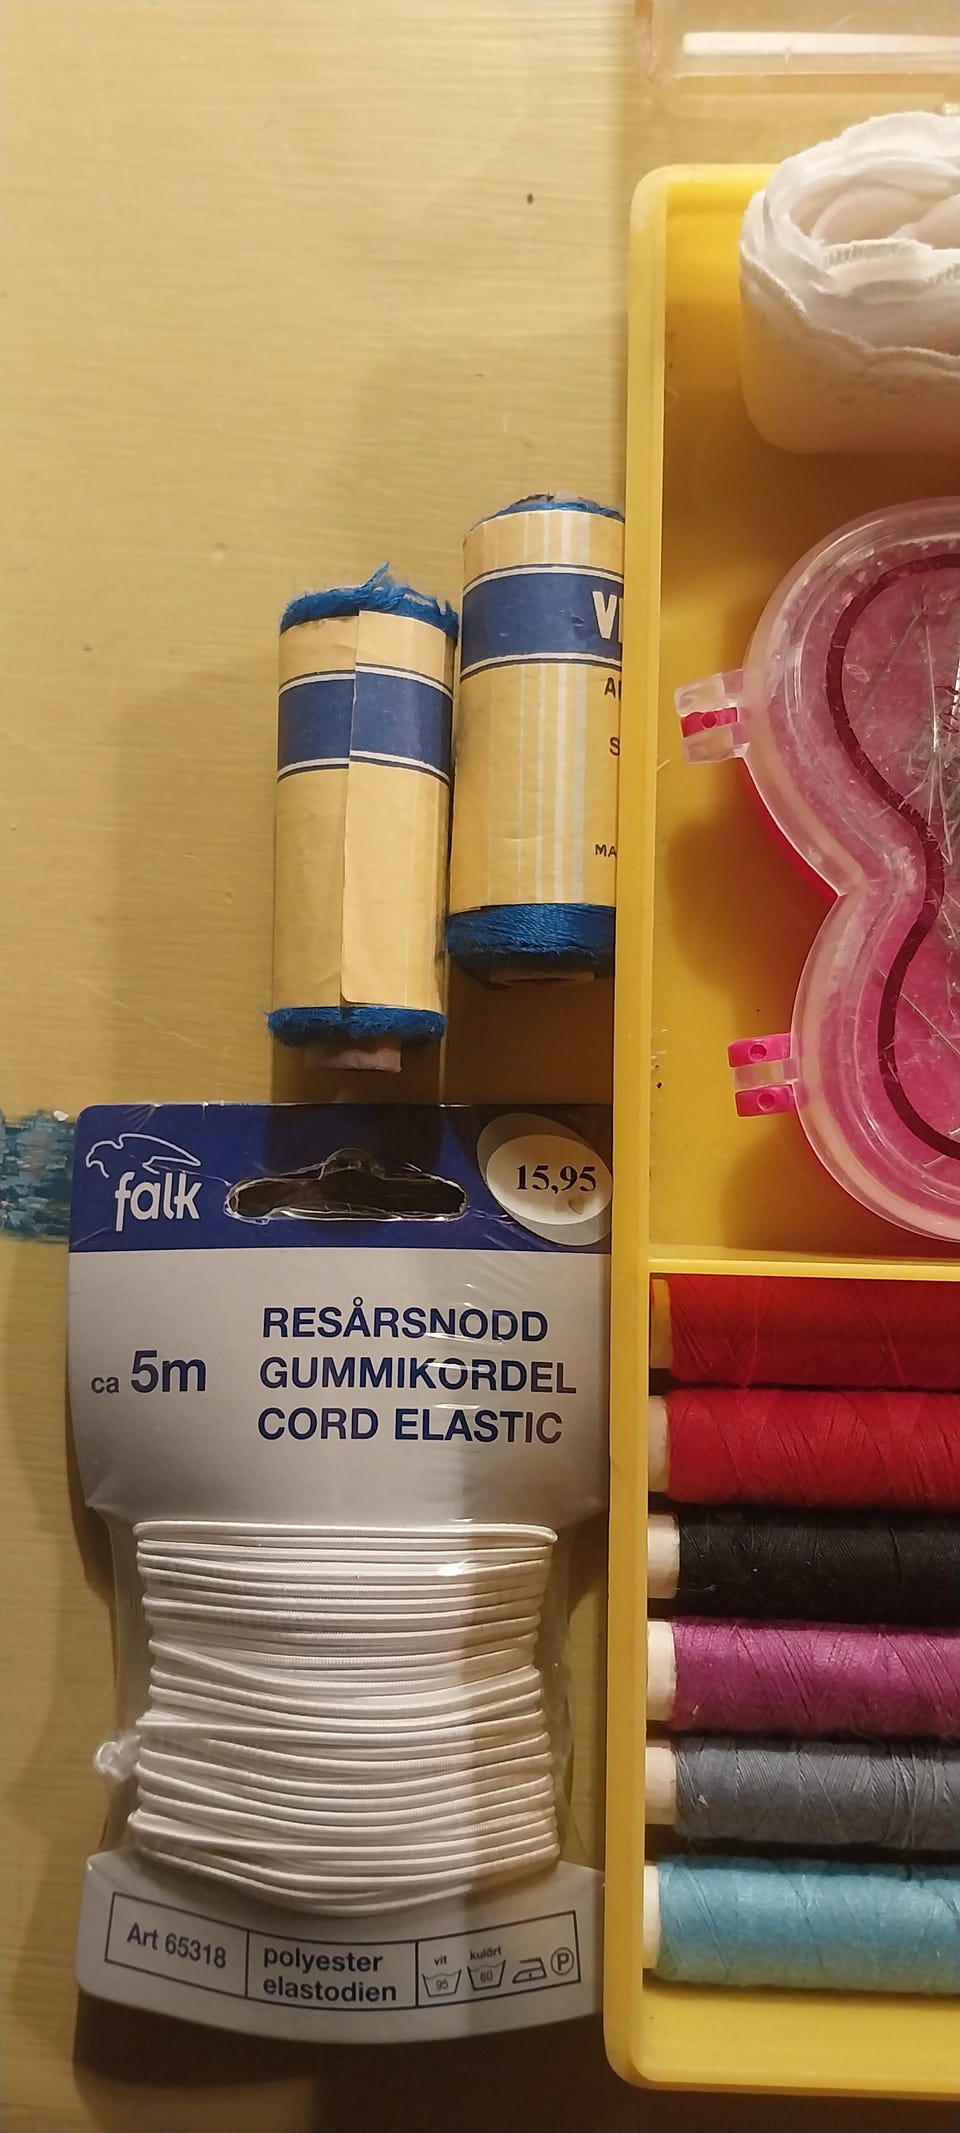 falk
15,95
ca 5m
RESÅRSNODD
GUMMIKORDEL
CORD ELASTIC
Art 65318
polyester
elastodien
vit
95
kulört
60
P